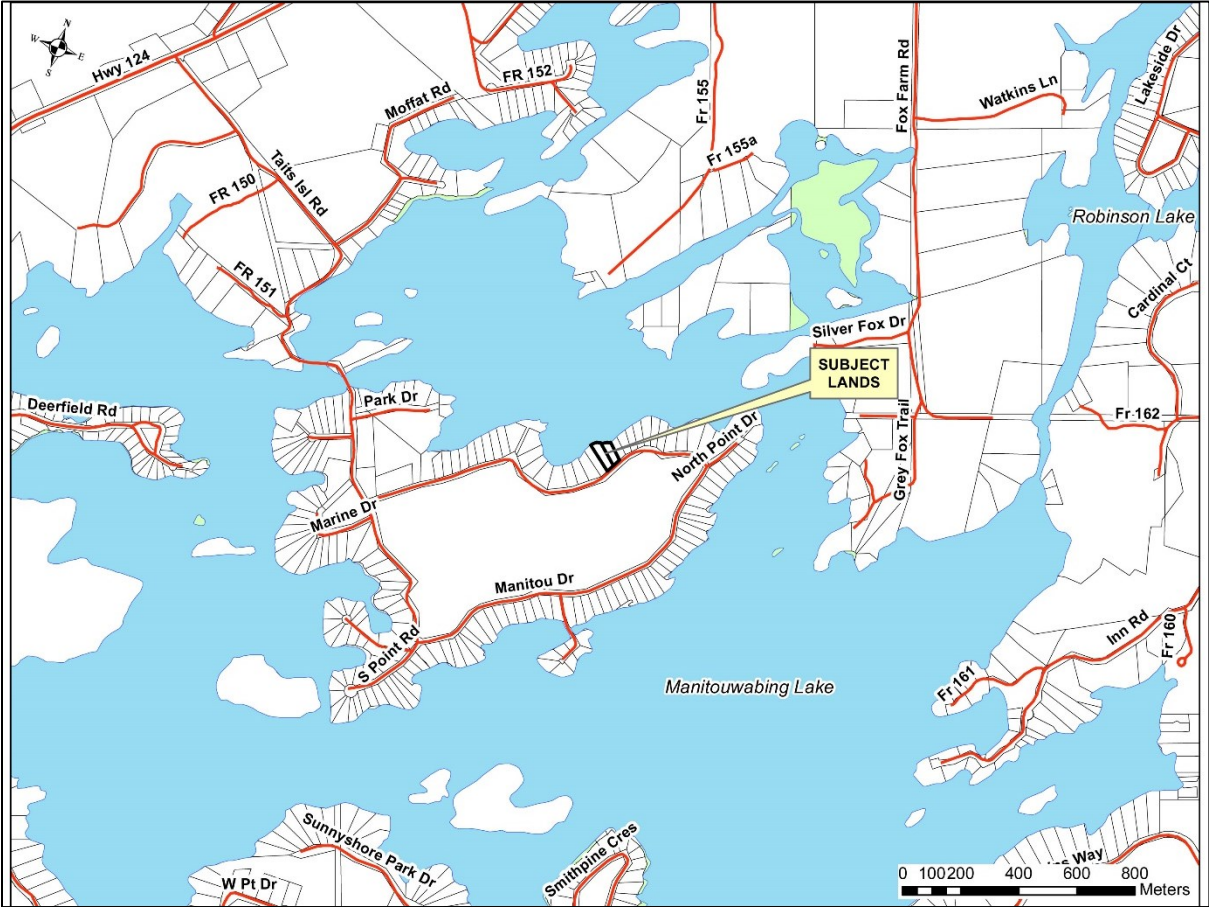 N
W
E
S
Hwy 124
FR 152
Moffat Rd
Fr 155
Fox Farm Rd
Watkins Ln
Lakeside Dr
Fr 155a
Taits Isl Rd
FR 150
Robinson Lake
FR 151
Cardinal Ct
Silver Fox Dr
SUBJECT
LANDS
Deerfield Rd
Park Dr
Fr 162
North Point Dr
Grey Fox Trail
Marine Dr
Manitou Dr
Inn Rd
Fr 160
S Point Rd
Fr 161
Manitouwabing Lake
Sunnyshore Park Dr
Smithpine Cres
W Pt Dr
Way
0 100 200 400 600 800
Meters